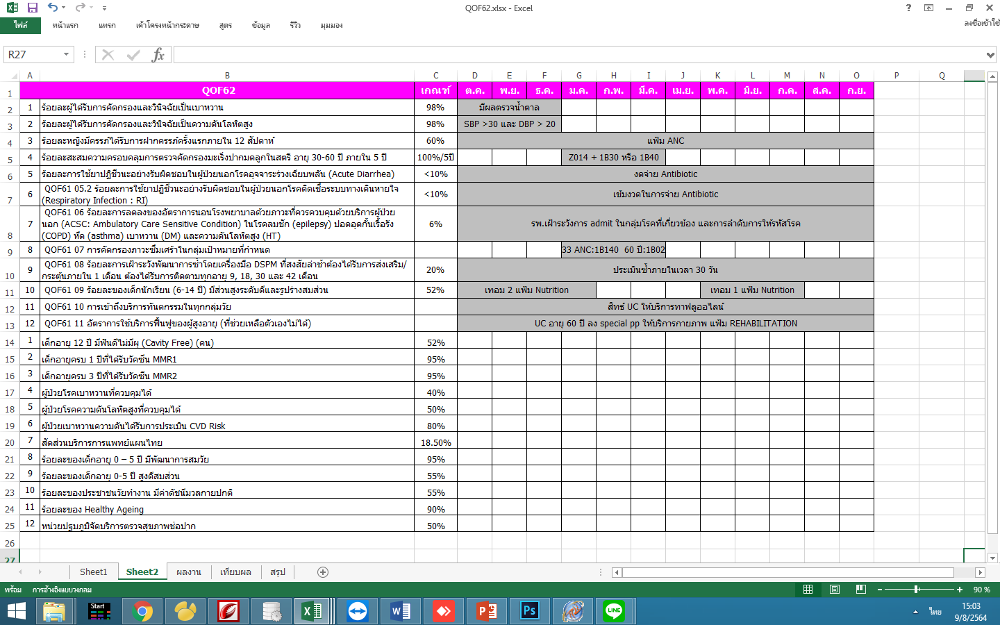 QOF62.xlsx - Excel
ไฟล์ หน้าแรก แทรก เค้าโครงหน้ากระดาษ สูตร ข้อมูล รีวิว มุมมอง ลงชื่อเข้าใช้
R27 fx
A B C D E F G H I J K L M N O P Q
1 QOF62 เกณฑ์ ต.ค. พ.ย. ธ.ค. ม.ค. ก.พ. มี.ค. เม.ย. พ.ค. มิ.ย. ก.ค. ส.ค. ก.ย.
2 1 ร้อยละผู้ได้รับการคัดกรองและวินิจฉัยเป็นเบาหวาน 98% มีผลตรวจน้ำตาล
3 2 ร้อยละผู้ได้รับการคัดกรองและวินิจฉัยเป็นความดันโลหิตสูง 98% SBP >30 และ DBP > 20
4 3 ร้อยละหญิงมีครรภ์ได้รับการฝากครรภ์ครั้งแรกภายใน 12 สัปดาห์ 60% แฟ้ม ANC
5 4 ร้อยละสะสมความครอบคลุมการตรวจคัดกรองมะเร็งปากมดลูกในสตรี อายุ 30-60 ปี ภายใน 5 ปี 100%/5ปี Z014 + 1B30 หรือ 1B40
6 5 ร้อยละการใช้ยาปฏิชีวนะอย่างรับผิดชอบในผู้ป่วยนอกโรคอุจจาระร่วงเฉียบพลัน (Acute Diarrhea) <10% งดจ่าย Antibiotic
7 6 QOF61 05.2 ร้อยละการใช้ยาปฏิชีวนะอย่างรับผิดชอบในผู้ป่วยนอกโรคติดเชื้อระบบทางเดินหายใจ
(Respiratory Infection : RI) <10% เข้มงวดในการจ่าย Antibiotic
8 7 QOF61 06 ร้อยละการลดลงของอัตราการนอนโรงพยาบาลด้วยภาวะที่ควรควบคุมด้วยบริการผู้ป่วย
นอก (ACSC: Ambulatory Care Sensitive Condition) ในโรคลมชัก (epilepsy) ปอดอุดกั้นเรื้อรัง
(COPD) หืด (asthma) เบาหวาน (DM) และความดันโลหิตสูง (HT) 6% รพ.เฝ้าระวังการ admit ในกลุ่มโรคที่เกี่ยวข้อง และการลำดับการให้รหัสโรค
9 8 QOF61 07 การคัดกรองภาวะซึมเศร้าในกลุ่มเป้าหมายที่กำหนด 33 ANC:1B140 60 ปี:1B02
10 9 QOF61 08 ร้อยละการเฝ้าระวังพัฒนาการซ้ำโดยเครื่องมือ DSPM ที่สงสัยล่าช้าต้องได้รับการส่งเสริม/
กระตุ้นภายใน 1 เดือน ต้องได้รับการติดตามทุกอายุ 9, 18, 30 และ 42 เดือน 20% ประเมินซ้ำภายในเวลา 30 วัน
11 10 QOF61 09 ร้อยละของเด็กนักเรียน (6-14 ปี) มีส่วนสูงระดับดีและรูปร่างสมส่วน 52% เทอม 2 แฟ้ม Nutrition เทอม 1 แฟ้ม Nutrition
12 11 QOF61 10 การเข้าถึงบริการทันตกรรมในทุกกลุ่มวัย สิทธ์ UC ให้บริการทาฟลูออไลน์
13 12 QOF61 11 อัตราการใช้บริการฟื้นฟูของผู้สูงอายุ (ที่ช่วยเหลือตัวเองไม่ได้) UC อายุ 60 ปี ลง special pp ให้บริการกายภาพ แฟ้ม REHABILITATION
14 1 เด็กอายุ 12 ปี มีฟันดีไม่มีผุ (Cavity Free) (คน) 52%
15 2 เด็กอายุครบ 1 ปีที่ได้รับวัคซีน MMR1 95%
16 3 เด็กอายุครบ 3 ปีที่ได้รับวัคซีน MMR2 95%
17 4 ผู้ป่วยโรคเบาหวานที่ควบคุมได้ 40%
18 5 ผู้ป่วยโรคความดันโลหิตสูงที่ควบคุมได้ 50%
19 6 ผู้ป่วยเบาหวานความดันได้รับการประเมิน CVD Risk 80%
20 7 สัดส่วนบริการการแพทย์แผนไทย 18.50%
21 8 ร้อยละของเด็กอายุ 0 – 5 ปี มีพัฒนาการสมวัย 95%
22 9 ร้อยละของเด็กอายุ 0-5 ปี สูงดีสมส่วน 55%
23 10 ร้อยละของประชาชนวัยทำงาน มีค่าดัชนีมวลกายปกติ 55%
24 11 ร้อยละของ Healthy Ageing 90%
25 12 หน่วยปฐมภูมิจัดบริการตรวจสุขภาพช่องปาก 50%
26
27
Sheet1 Sheet2 ผลงาน เทียบผล สรุป
พร้อม การอ้างอิงแบบวงกลม 90 %
Start Ps LINE ไทย 15:03
9/8/2564